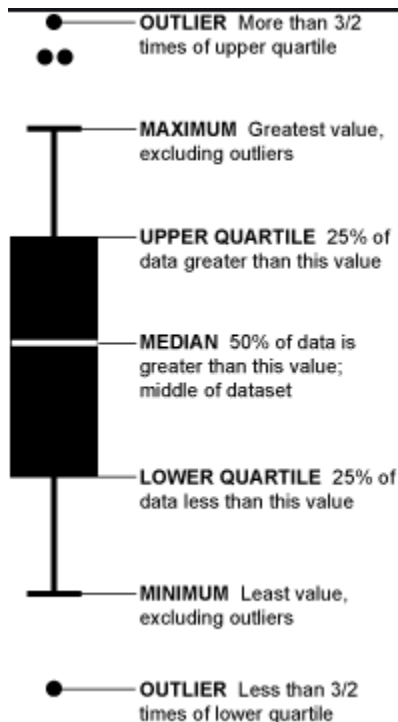 OUTLIER More than 3/2
times of upper quartile
MAXIMUM Greatest value,
excluding outliers
UPPER QUARTILE 25% of
data greater than this value
MEDIAN 50% of data is
greater than this value;
middle of dataset
LOWER QUARTILE 25% of
data less than this value
MINIMUM Least value,
excluding outliers
OUTLIER Less than 3/2
times of lower quartile